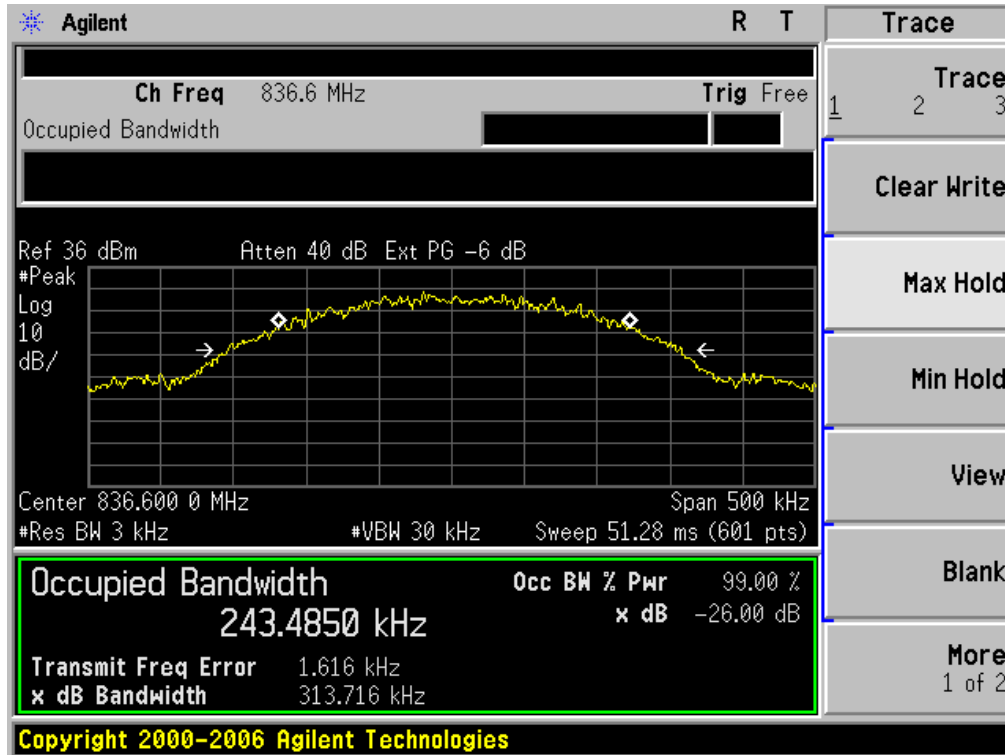 Agilent R T Trace
Ch Freq 836.6 MHz Trig Free
Occupied Bandwidth
Trace
1 2 3
Clear Write
Max Hold
Min Hold
View
Blank
More
1 of 2
Ref 36 dBm Atten 40 dB Ext PG -6 dB
#Peak
Log
10
dB/
Center 836.600 0 MHz Span 500 kHz
#Res BW 3 kHz #VBW 30 kHz Sweep 51.28 ms (601 pts)
Occupied Bandwidth Occ BW % Pwr 99.00 %
243.4850 kHz x dB -26.00 dB
Transmit Freq Error 1.616 kHz
x dB Bandwidth 313.716 kHz
Copyright 2000-2006 Agilent Technologies